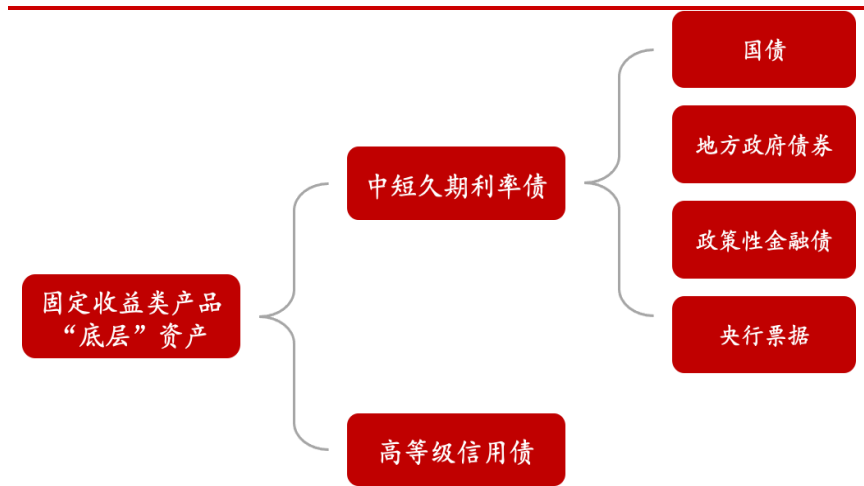 固定收益类产品
“底层”资产
中短久期利率债
高等级信用债
国债
地方政府债券
政策性金融债
央行票据